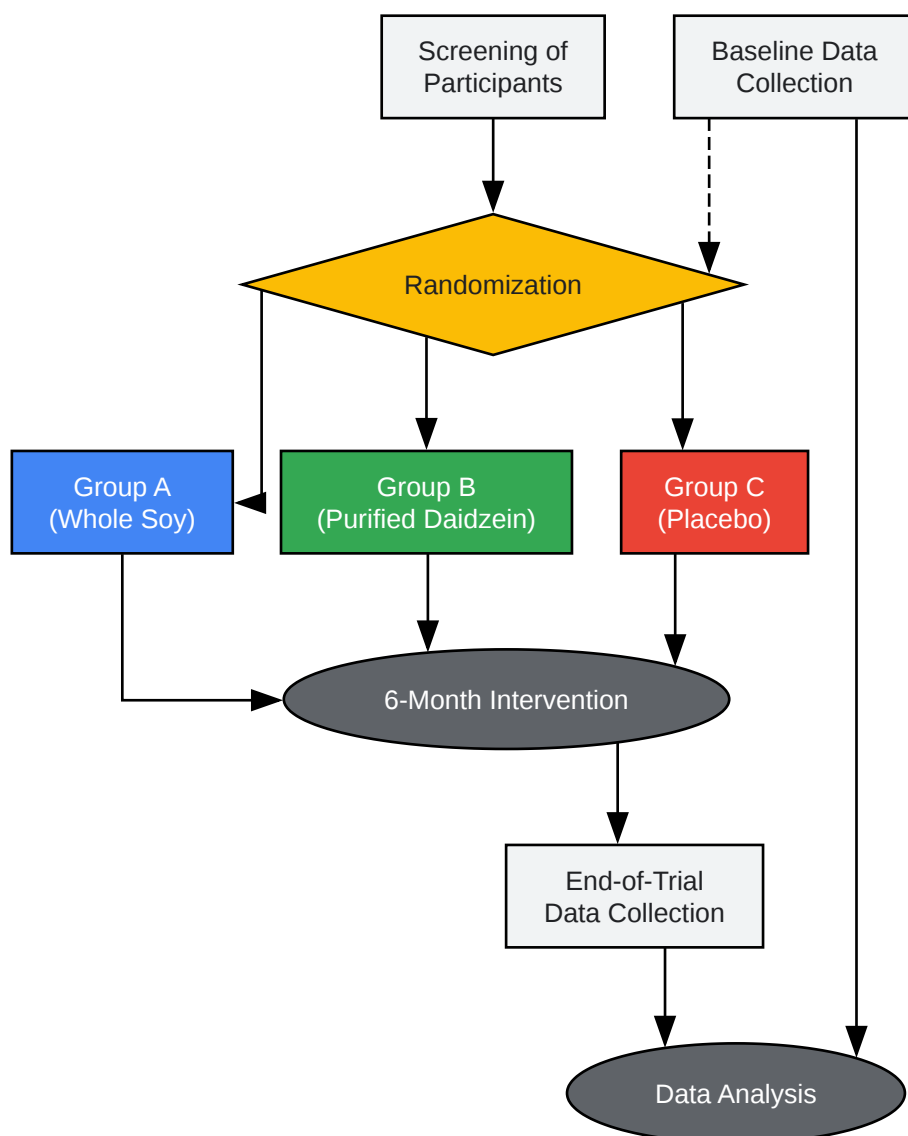 Screening of
Participants
Baseline Data
Collection
Randomization
Group A
(Whole Soy)
Group B
(Purified Daidzein)
Group C
(Placebo)
6-Month Intervention
End-of-Trial
Data Collection
Data Analysis